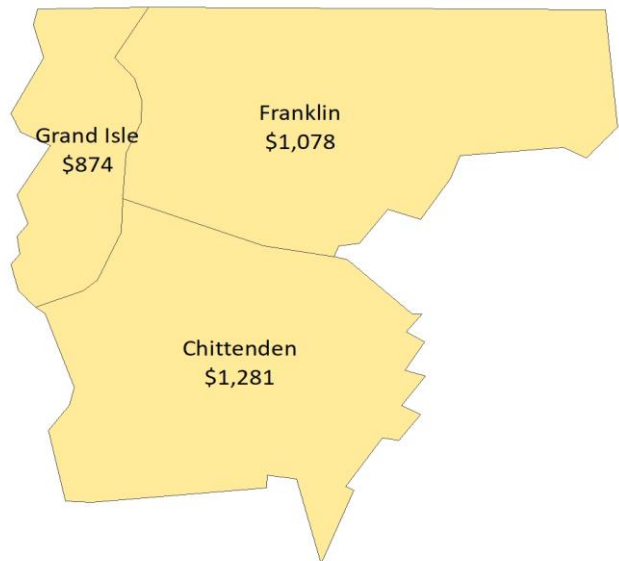 Franklin
$1,078
Grand Isle
$874
Chittenden
$1,281